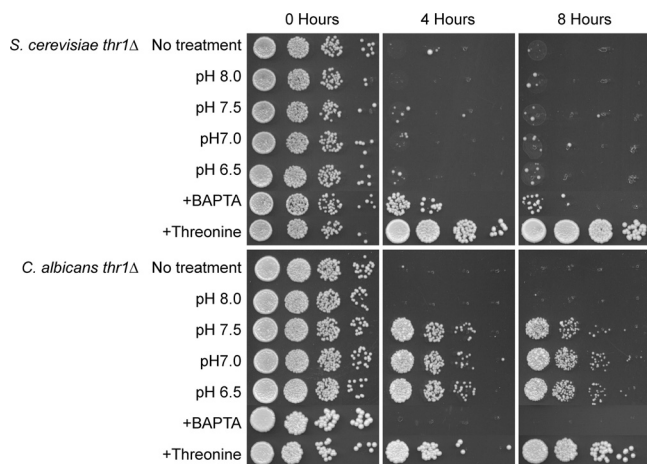 0 Hours 4 Hours 8 Hours
S. cerevisiae thr1Δ No treatment
pH 8.0
pH 7.5
pH7.0
pH 6.5
+BAPTA
+Threonine
C. albicans thr1Δ No treatment
pH 8.0
pH 7.5
pH7.0
pH 6.5
+BAPTA
+Threonine